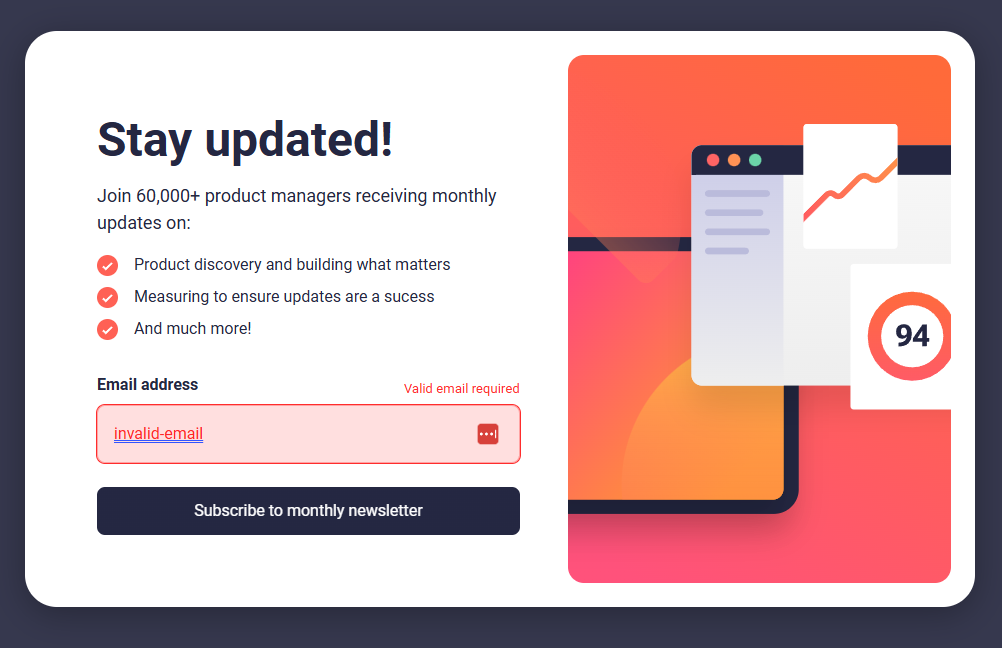 Stay updated!
Join 60,000+ product managers receiving monthly
updates on:
Product discovery and building what matters
Measuring to ensure updates are a sucess
And much more!
Email address
Valid email required
invalid-email
Subscribe to monthly newsletter
94